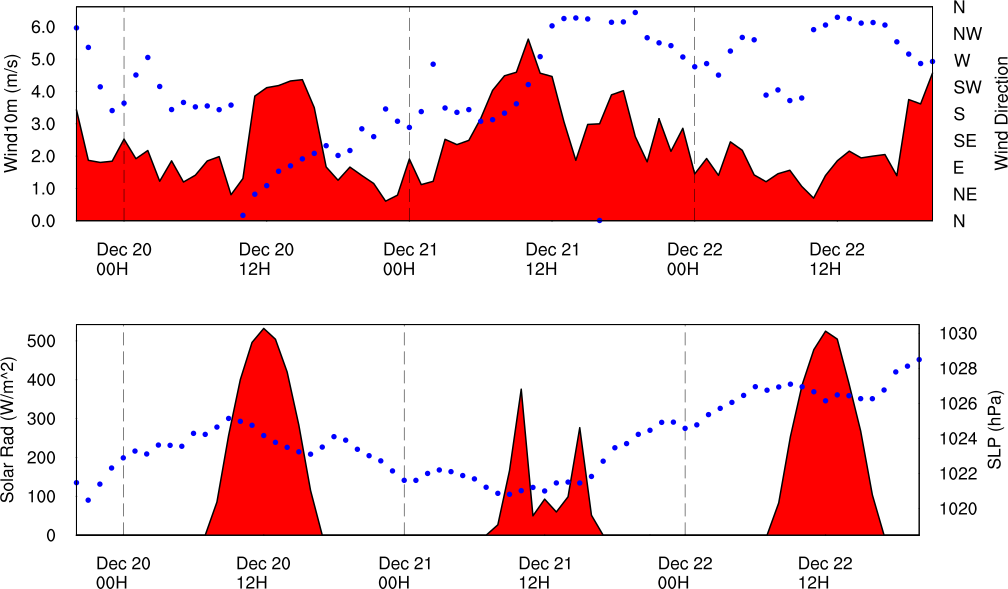 Wind10m (m/s)
6.0
5.0
4.0
3.0
2.0
1.0
0.0
N
NW
W
SW
S
SE
E
NE
N
Wind Direction
Dec 20 Dec 20 Dec 21 Dec 21 Dec 22 Dec 22
00H 12H 00H 12H 00H 12H
Solar Rad (W/m^2)
500
400
300
200
100
0
1030
1028
1026
1024
1022
1020
SLP (hPa)
Dec 20 Dec 20 Dec 21 Dec 21 Dec 22 Dec 22
00H 12H 00H 12H 00H 12H